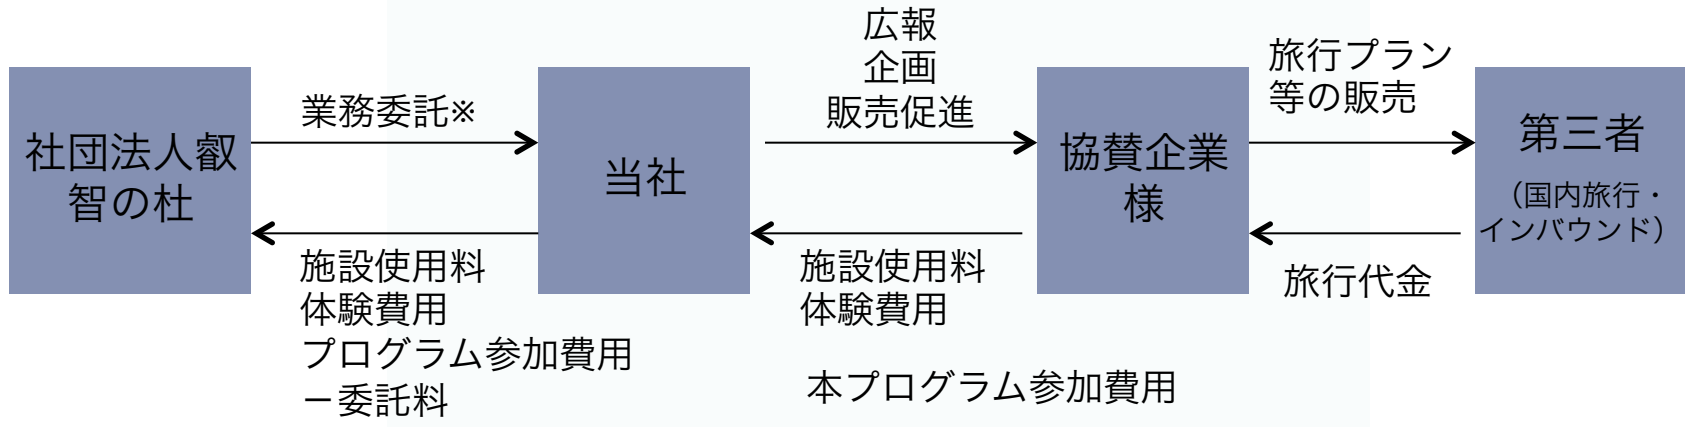 社団法人叡
智の杜
業務委託※
施設使用料
体験費用
プログラム参加費用
－委託料
当社
広報
企画
販売促進
施設使用料
体験費用
本プログラム参加費用
協賛企業
様
旅行プラン
等の販売
旅行代金
第三者
（国内旅行・
インバウンド）